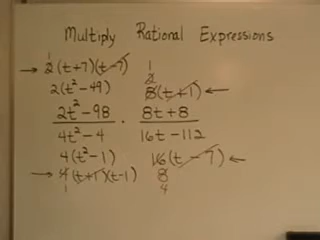 Multiply Rational Expressions
1 1
→ 2(t+7)(t-7) 2
2(t²-49) 8(t+1) ←
2t²-98 / 4t²-4 · 8t+8 / 16t-112
4(t²-1) 16(t-7) ←
→ 4(t+1)(t-1) 8
1 4